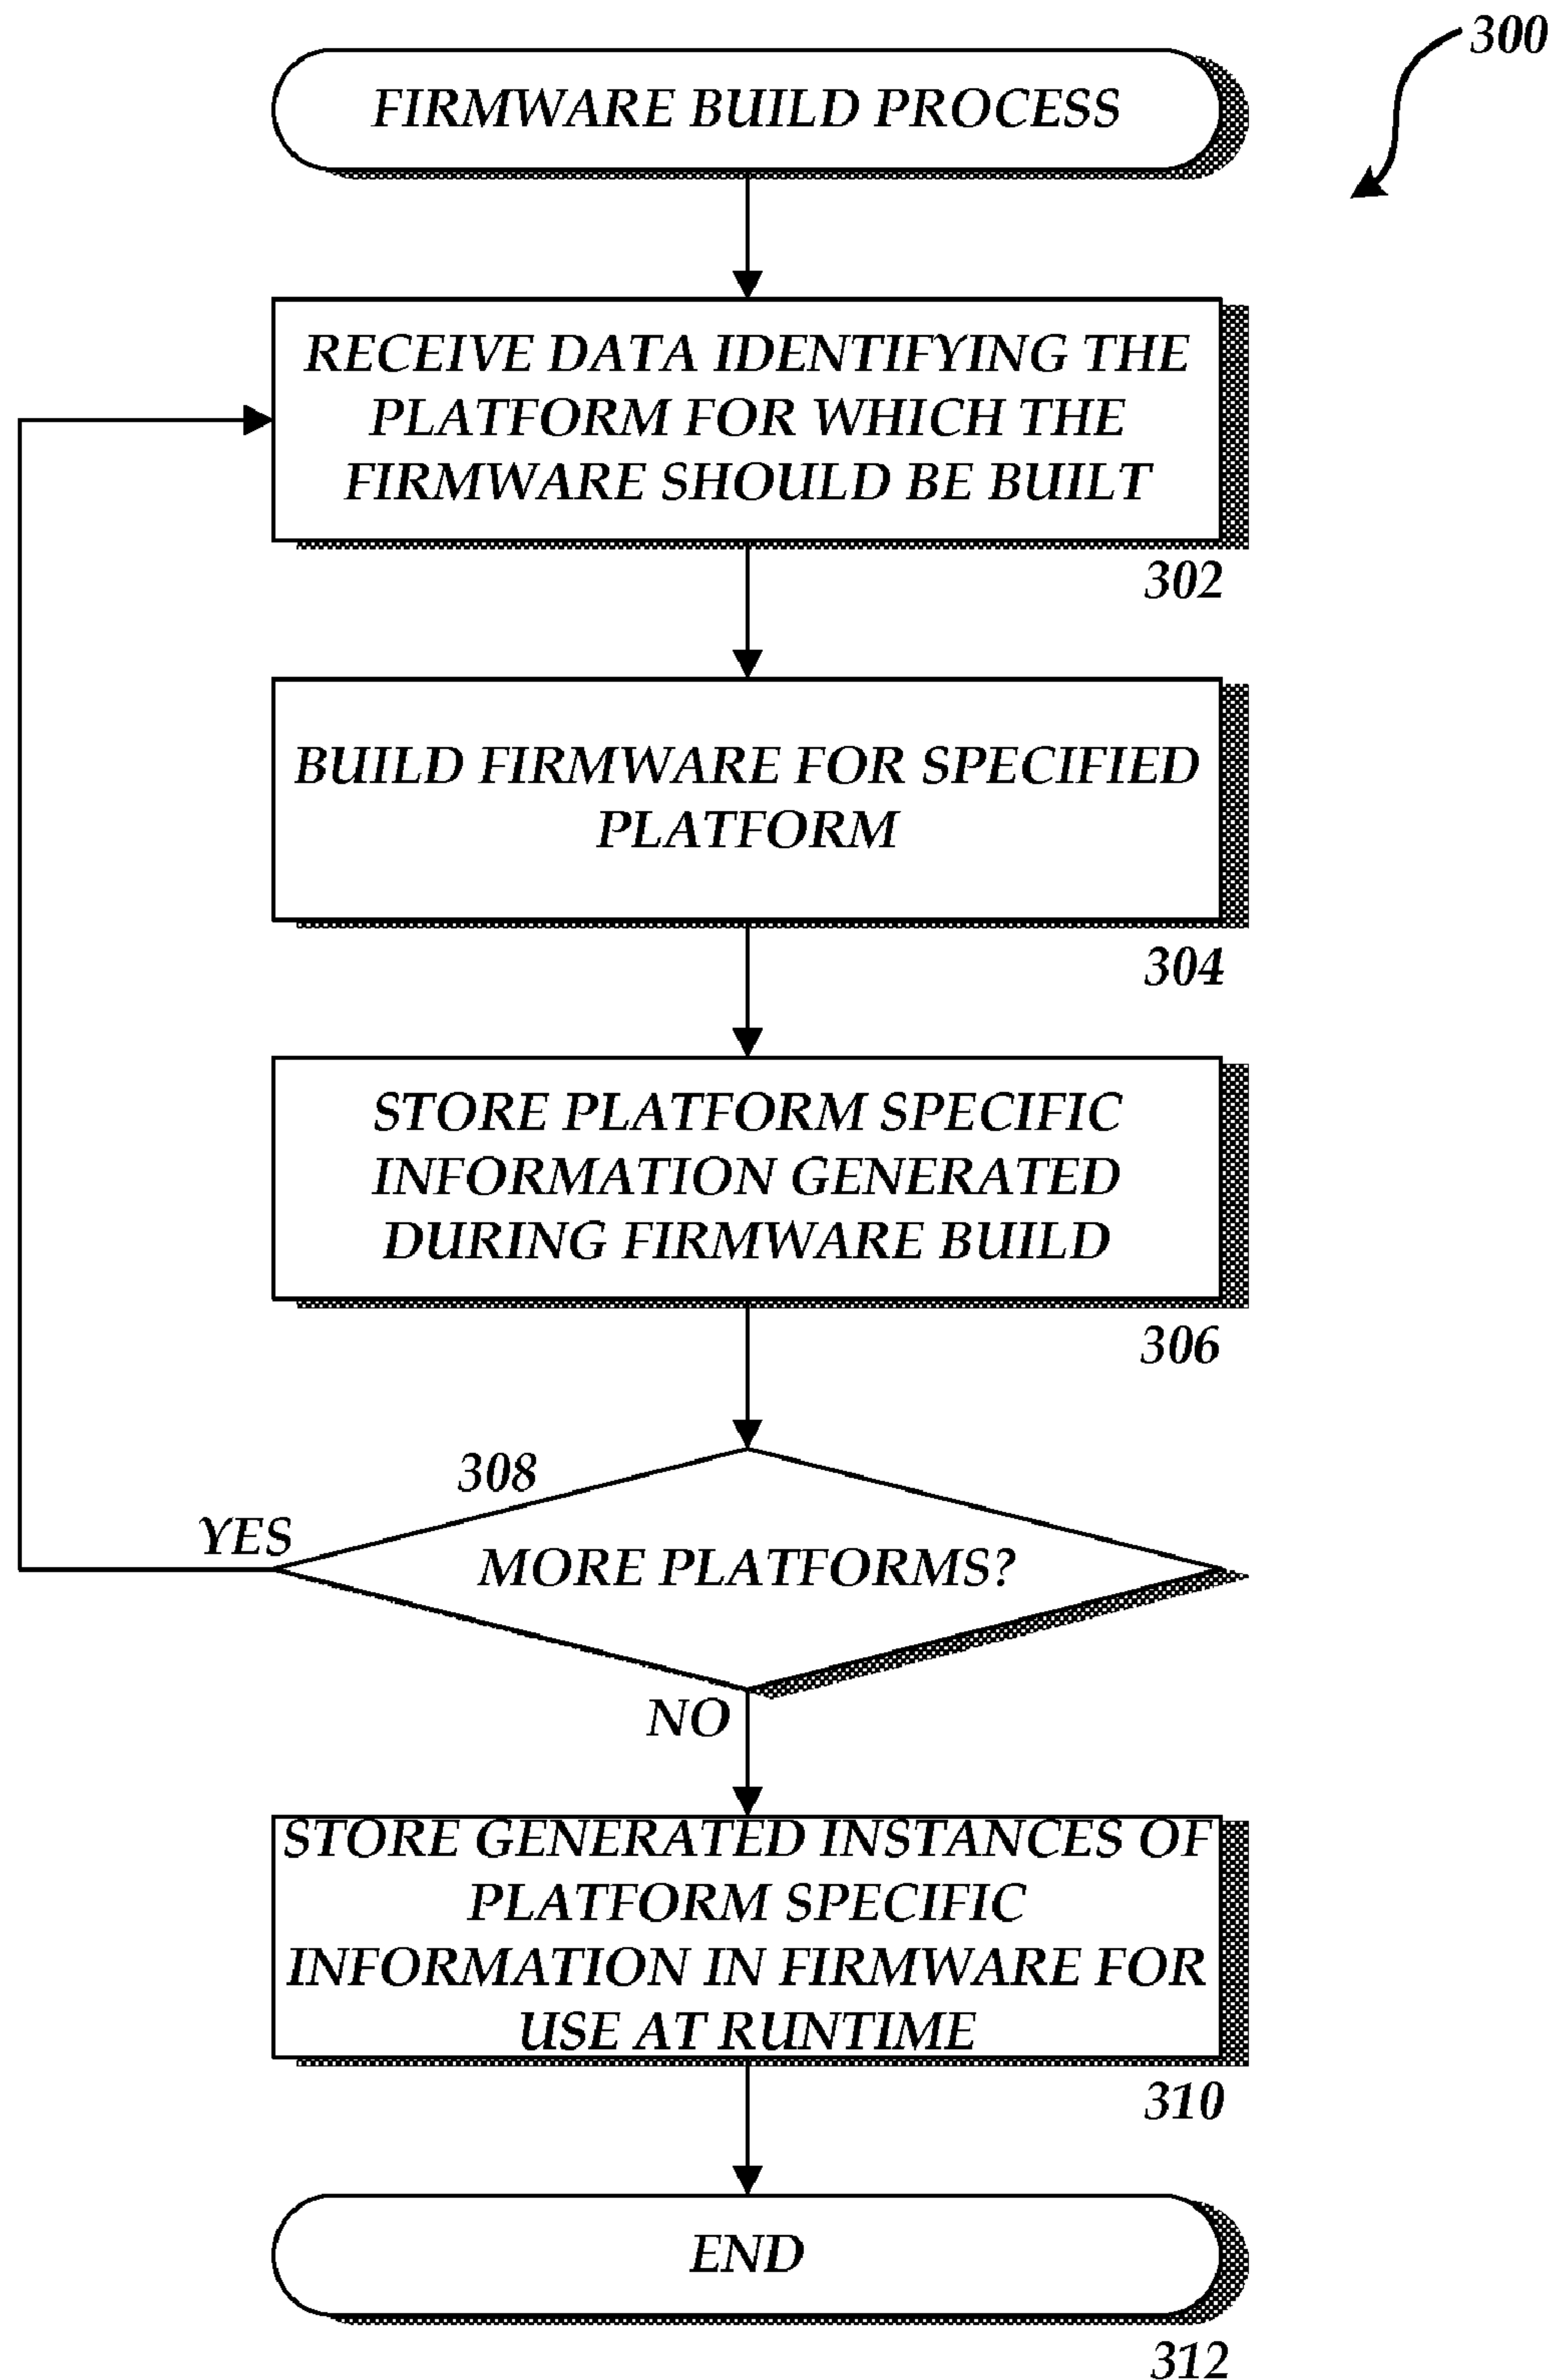 300
FIRMWARE BUILD PROCESS
RECEIVE DATA IDENTIFYING THE
PLATFORM FOR WHICH THE
FIRMWARE SHOULD BE BUILT
302
BUILD FIRMWARE FOR SPECIFIED
PLATFORM
304
STORE PLATFORM SPECIFIC
INFORMATION GENERATED
DURING FIRMWARE BUILD
306
308
YES
MORE PLATFORMS?
NO
STORE GENERATED INSTANCES OF
PLATFORM SPECIFIC
INFORMATION IN FIRMWARE FOR
USE AT RUNTIME
310
END
312